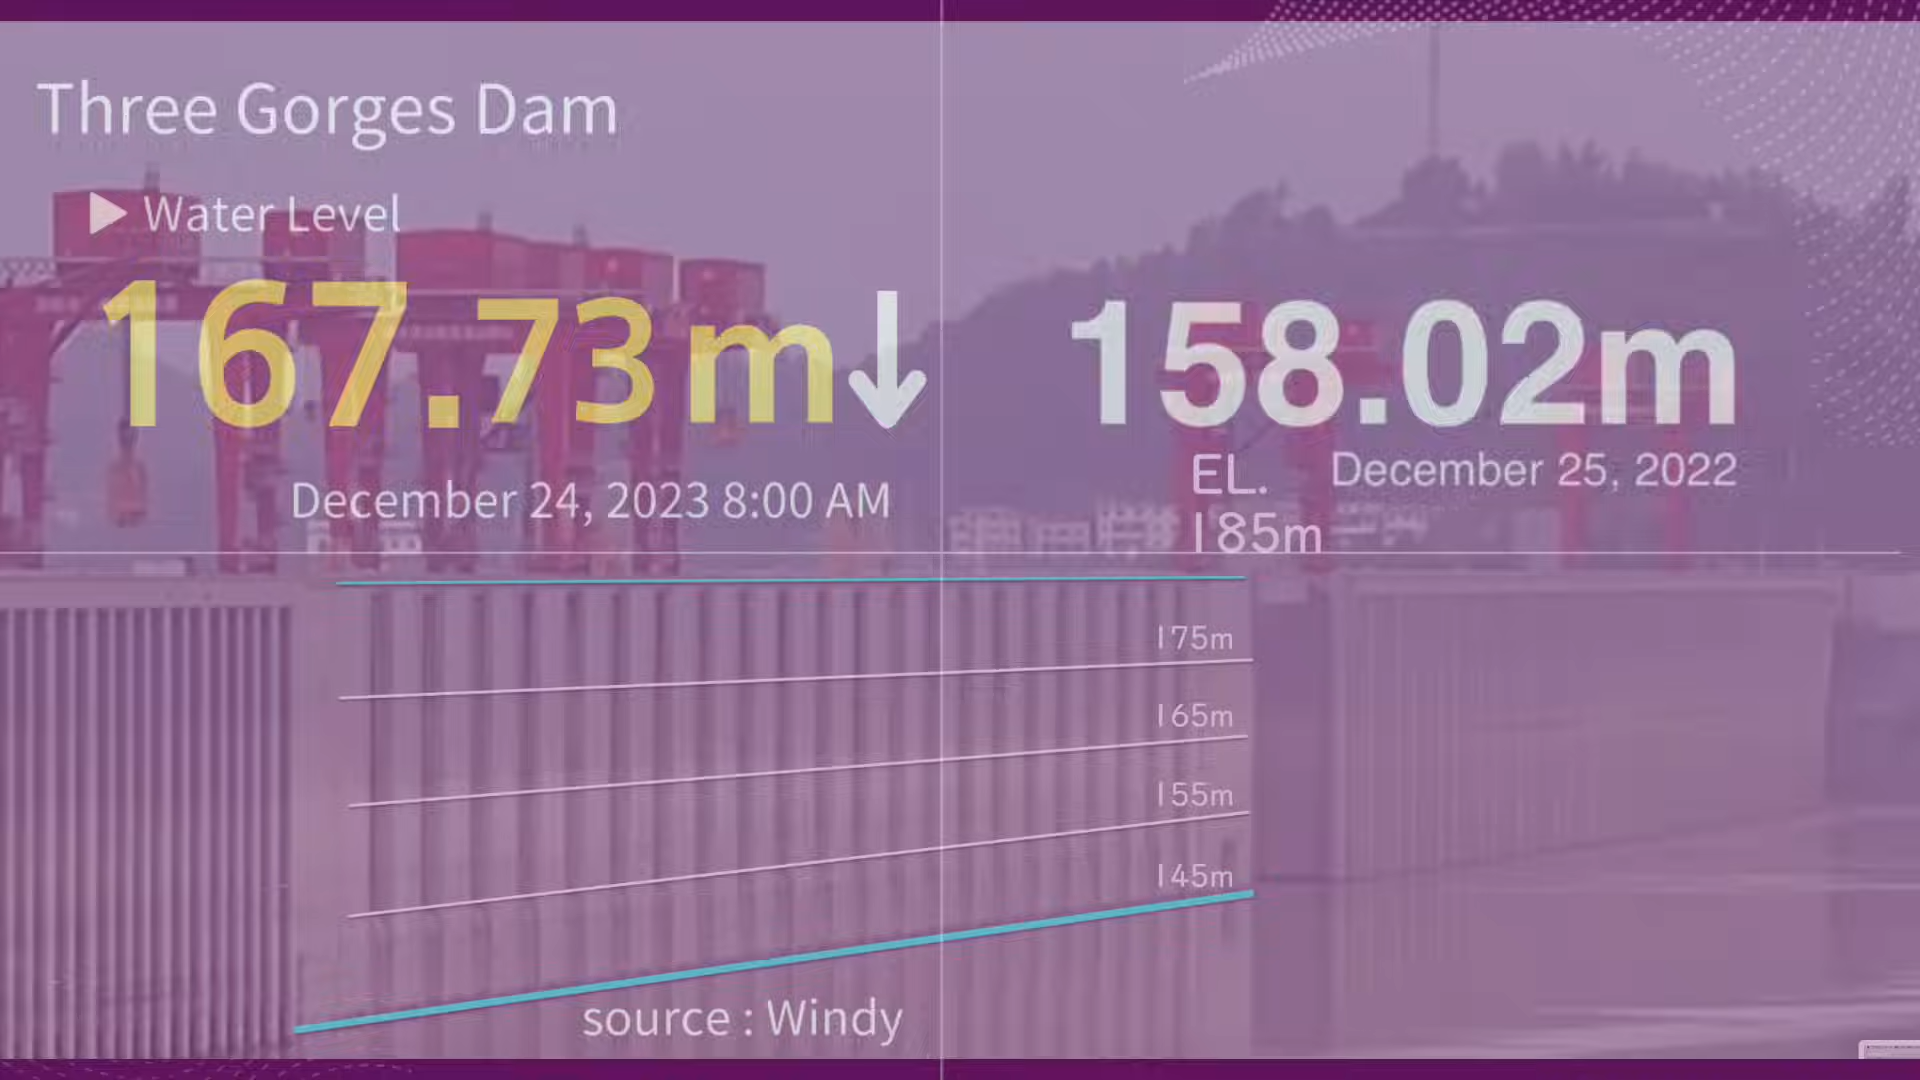 Three Gorges Dam
Water Level
167.73m
December 24, 2023 8:00 AM
158.02m
December 25, 2022
EL.
185m
175m
165m
155m
145m
source : Windy